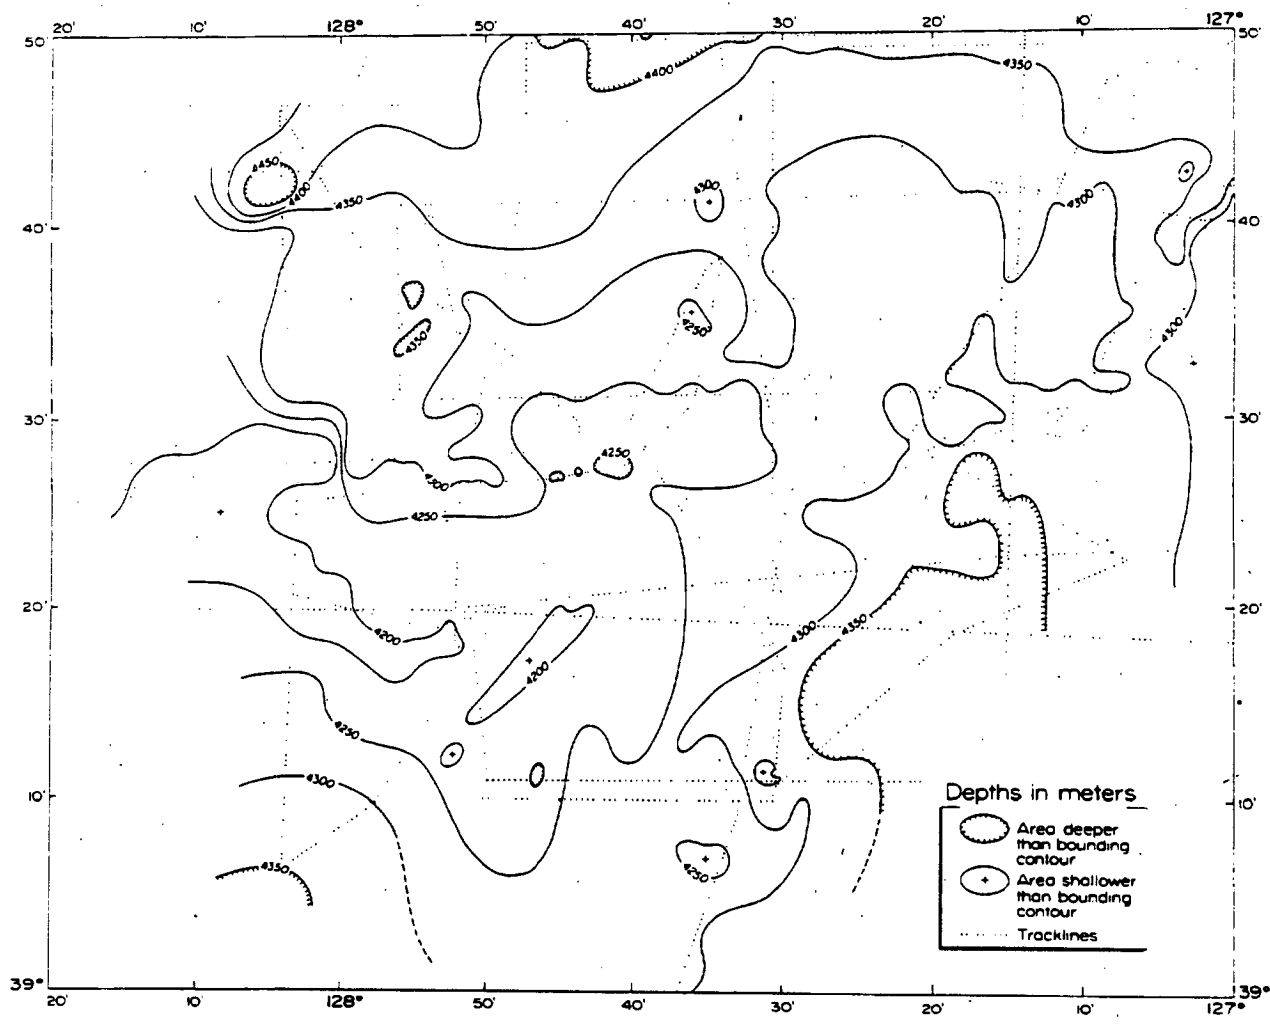 20' 10' 128° 50' 40' 30' 20' 10' 127°
50' 50'
4400
4350
4450
4400
4350
4300
4300
40' 40'
4250
4350
4300
30' 30'
4250
4300
4250
20' 20'
4200
4300
4350
4200
4250
4300
10' 10'
4350
4250
Depths in meters
Area deeper
than bounding
contour
Area shallower
than bounding
contour
Tracklines
39° 39°
20' 10' 128° 50' 40' 30' 20' 10' 127°